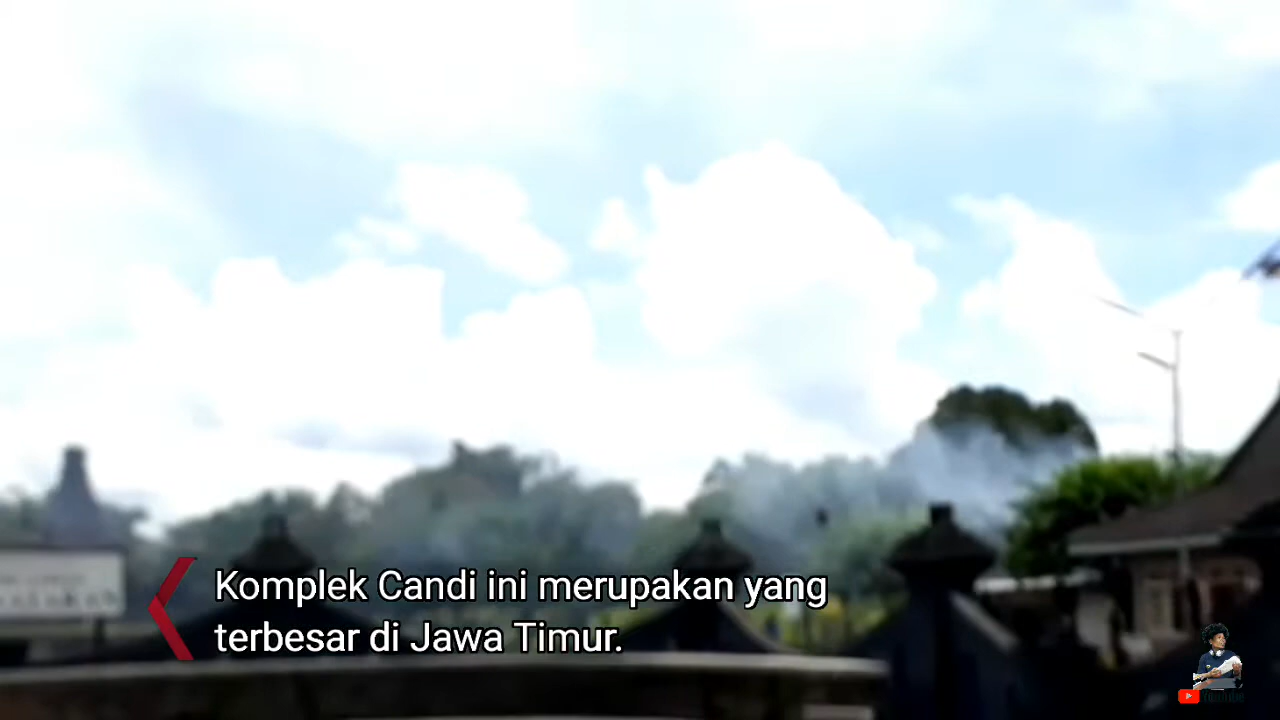 Komplek Candi ini merupakan yang
terbesar di Jawa Timur.